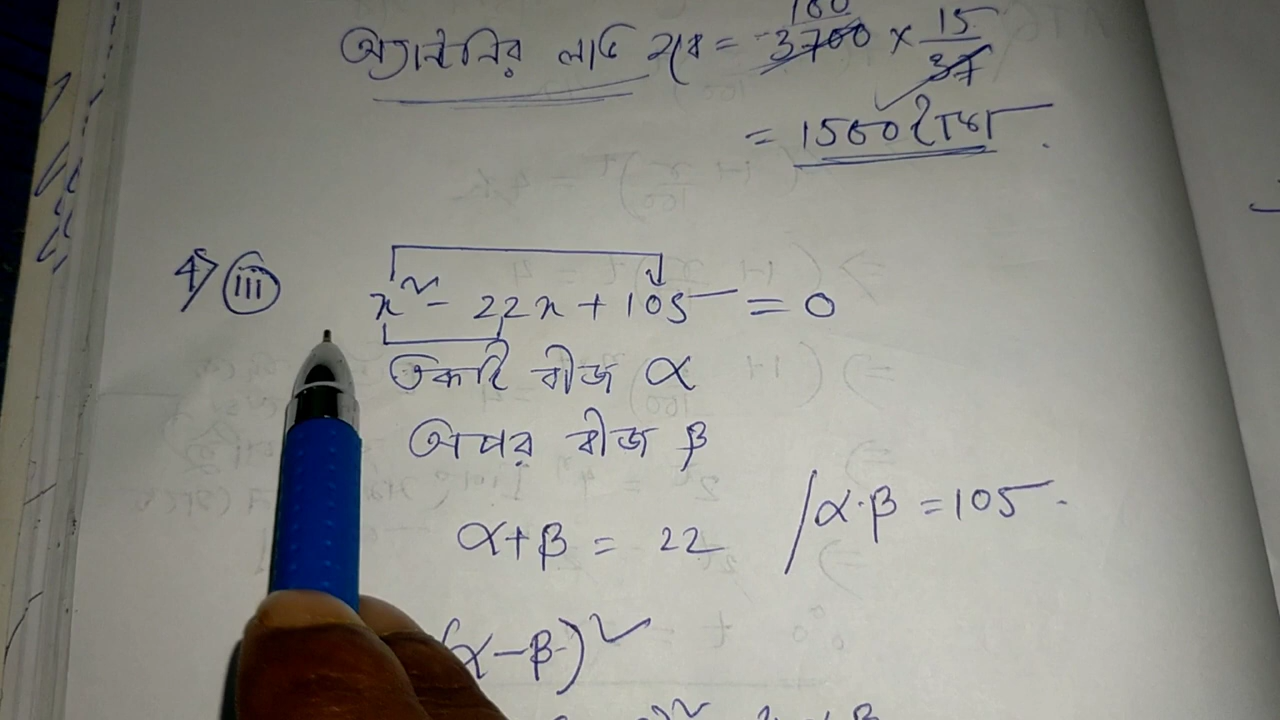 অ্যান্টনির লাভ হবে = 3700 × 15/37
100
= 1500 টাকা.
4) iii x² - 22x + 105 = 0
একটি বীজ α
অপর বীজ β
α+β = 22 / α·β = 105.
(α-β)²